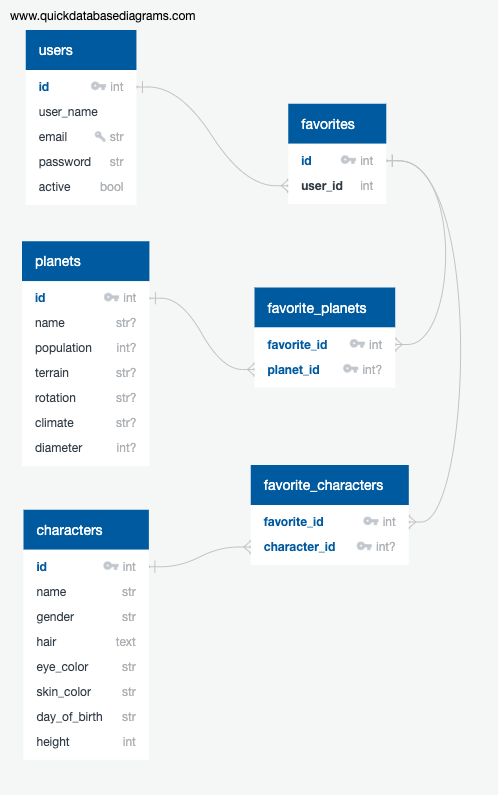 www.quickdatabasediagrams.com
users
id int
user_name
email str
password str
active bool
favorites
id int
user_id int
planets
id int
name str?
population int?
terrain str?
rotation str?
climate str?
diameter int?
favorite_planets
favorite_id int
planet_id int?
favorite_characters
favorite_id int
character_id int?
characters
id int
name str
gender str
hair text
eye_color str
skin_color str
day_of_birth str
height int